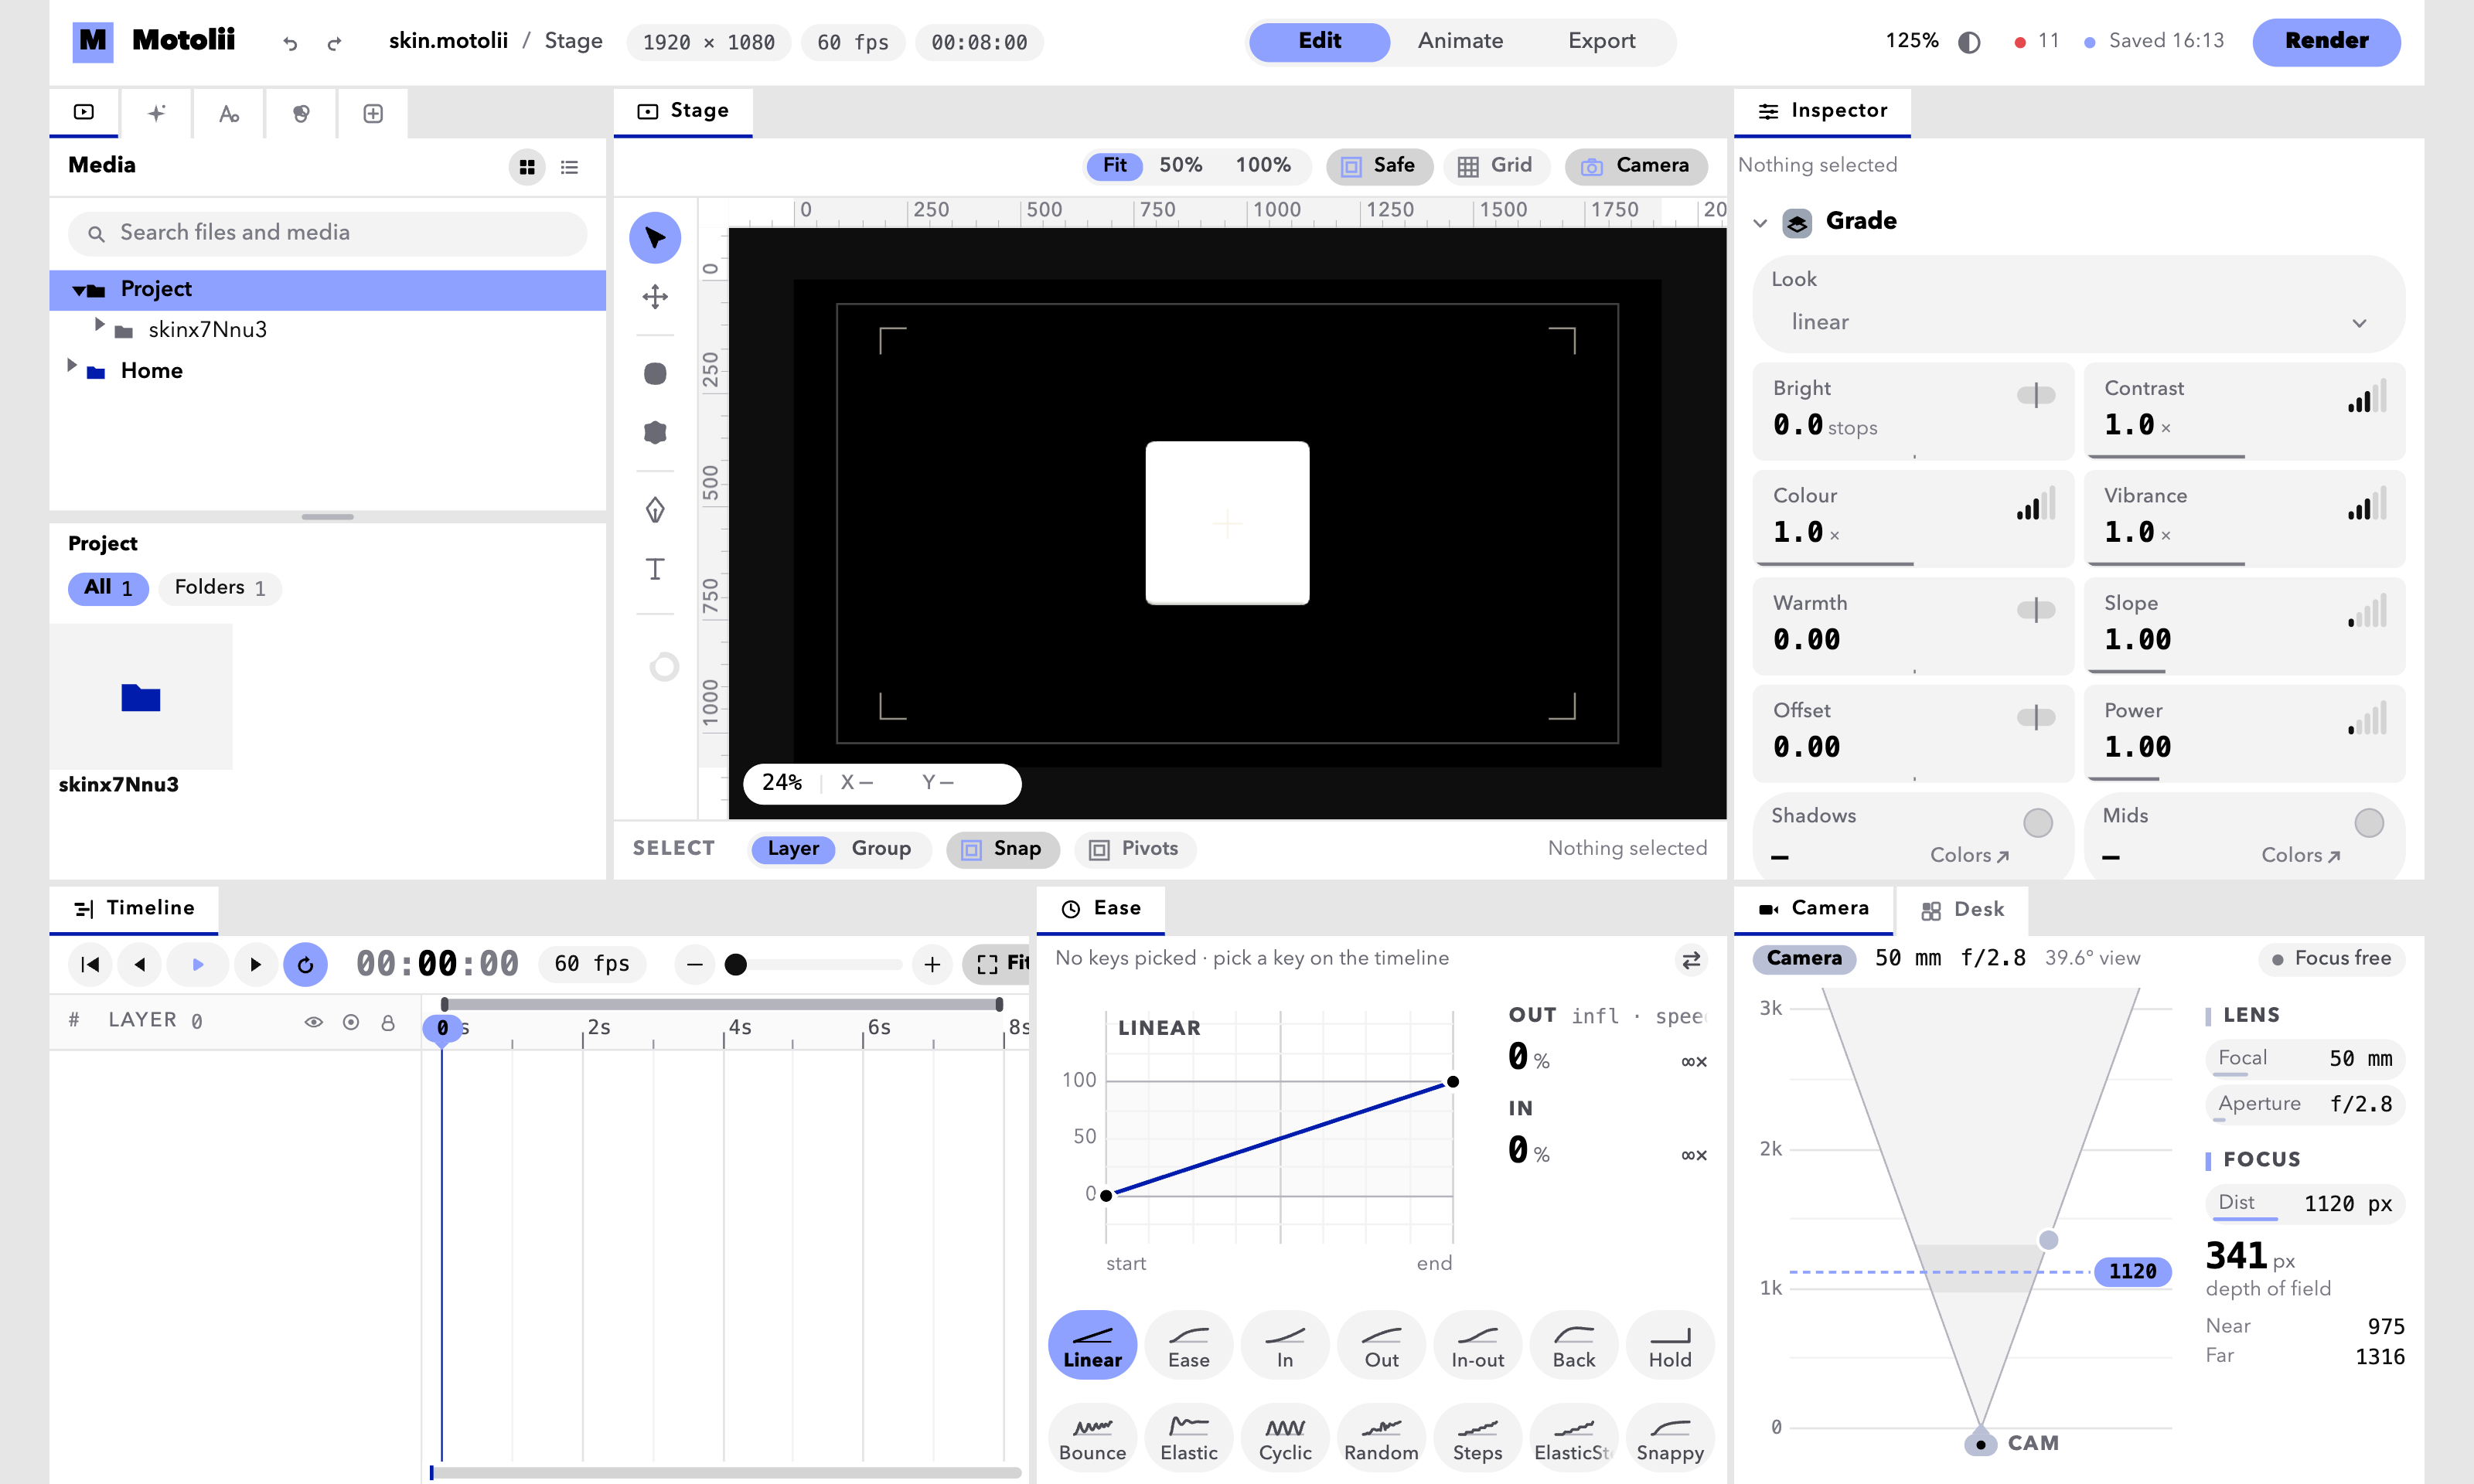 M Motolii skin.motolii / Stage 1920 × 1080 60 fps 00:08:00 Edit Animate Export 125% 11 Saved 16:13 Render
Stage
Inspector
Media
Fit 50% 100% Safe Grid Camera
Nothing selected
Search files and media
Project
skinx7Nnu3
Home
0 250 500 750 1000 1250 1500 1750 20
0
250
500
750
1000
24% X – Y –
Grade
Look
linear
Bright
0.0 stops
Contrast
1.0 ×
Colour
1.0 ×
Vibrance
1.0 ×
Warmth
0.00
Slope
1.00
Offset
0.00
Power
1.00
Shadows
– Colors
Mids
– Colors
Project
All 1 Folders 1
skinx7Nnu3
SELECT Layer Group Snap Pivots Nothing selected
Timeline
00:00:00 60 fps − + Fit
# LAYER 0
0 s 2s 4s 6s 8s
Ease
No keys picked · pick a key on the timeline
LINEAR
100
50
0
start end
OUT infl · spee
0 % ∞×
IN
0 % ∞×
Linear Ease In Out In-out Back Hold
Bounce Elastic Cyclic Random Steps ElasticSt Snappy
Camera Desk
Camera 50 mm f/2.8 39.6° view Focus free
3k
2k
1k
0
1120
CAM
LENS
Focal 50 mm
Aperture f/2.8
FOCUS
Dist 1120 px
341 px
depth of field
Near 975
Far 1316